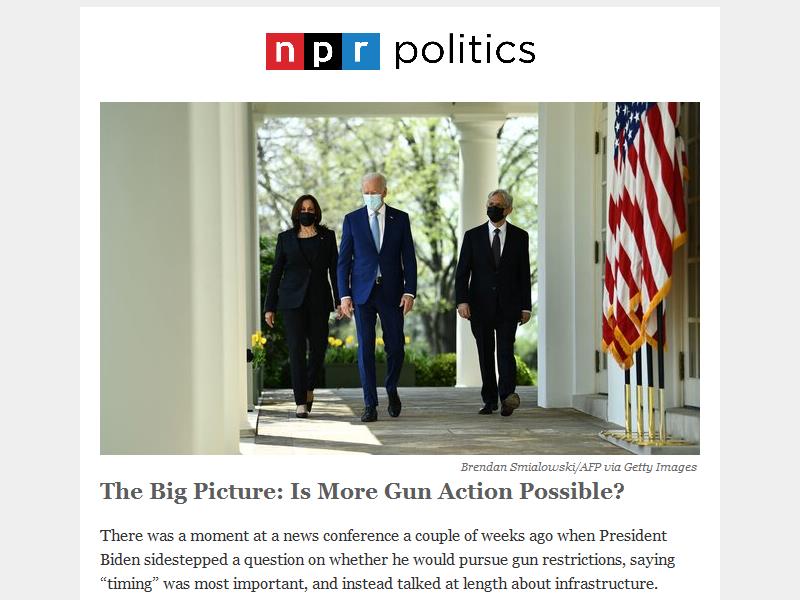 npr politics
Brendan Smialowski/AFP via Getty Images
The Big Picture: Is More Gun Action Possible?
There was a moment at a news conference a couple of weeks ago when President
Biden sidestepped a question on whether he would pursue gun restrictions, saying
“timing” was most important, and instead talked at length about infrastructure.